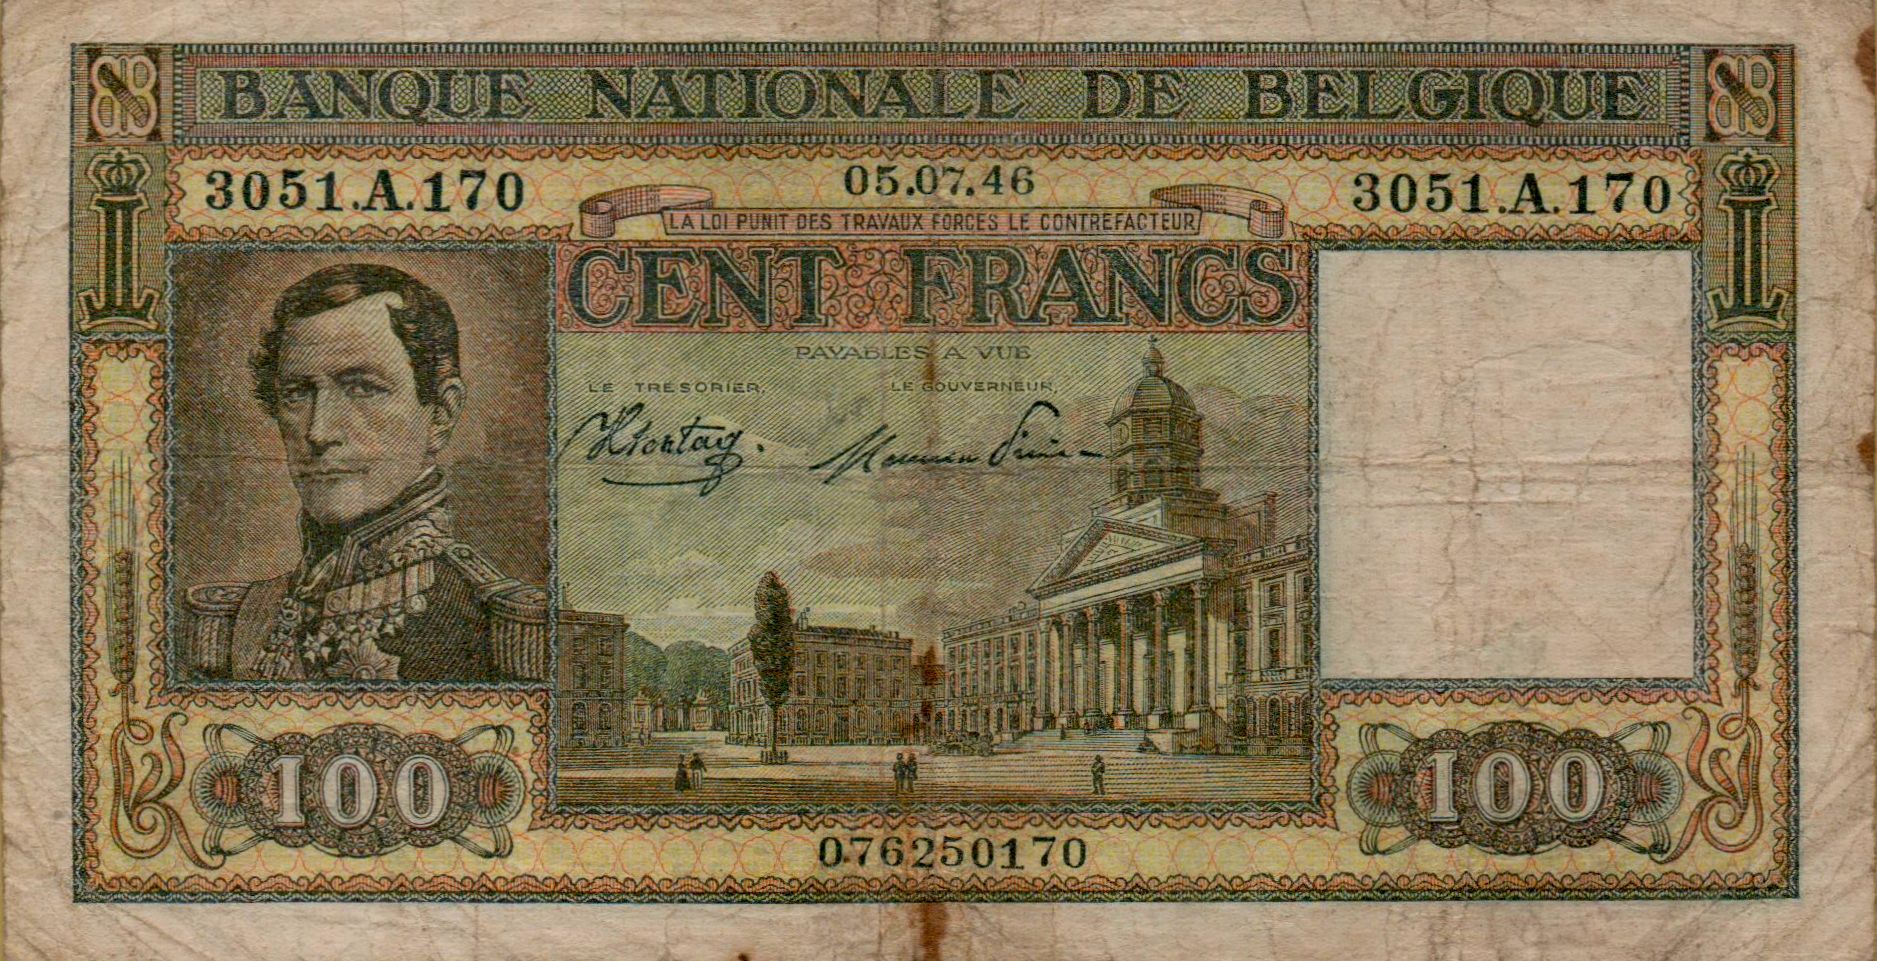 BANQUE NATIONALE DE BELGIQUE
3051.A.170
05.07.46
3051.A.170
LA LOI PUNIT DES TRAVAUX FORCES LE CONTREFACTEUR
CENT FRANCS
PAYABLES A VUE
LE TRESORIER,
LE GOUVERNEUR,
100
100
076250170